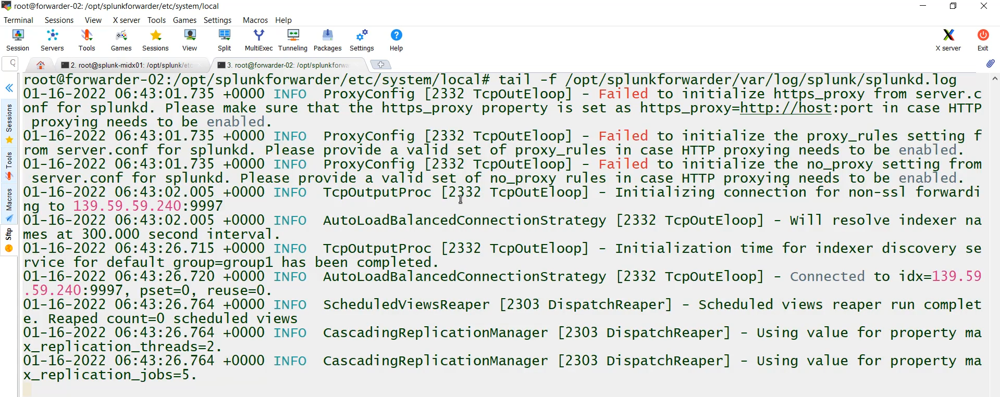 root@forwarder-02: /opt/splunkforwarder/etc/system/local
Terminal Sessions View X server Tools Games Settings Macros Help
Session Servers Tools Games Sessions View Split MultiExec Tunneling Packages Settings Help X server Exit
2. root@splunk-midx01: /opt/splunk/etc
3. root@forwarder-02: /opt/splunkforwa
Sessions
Tools
Macros
Sftp
root@forwarder-02:/opt/splunkforwarder/etc/system/local# tail -f /opt/splunkforwarder/var/log/splunk/splunkd.log
01-16-2022 06:43:01.735 +0000 INFO  ProxyConfig [2332 TcpOutEloop] - Failed to initialize https_proxy from server.c
onf for splunkd. Please make sure that the https_proxy property is set as https_proxy=http://host:port in case HTTP
 proxying needs to be enabled.
01-16-2022 06:43:01.735 +0000 INFO  ProxyConfig [2332 TcpOutEloop] - Failed to initialize the proxy_rules setting f
rom server.conf for splunkd. Please provide a valid set of proxy_rules in case HTTP proxying needs to be enabled.
01-16-2022 06:43:01.735 +0000 INFO  ProxyConfig [2332 TcpOutEloop] - Failed to initialize the no_proxy setting from
 server.conf for splunkd. Please provide a valid set of no_proxy rules in case HTTP proxying needs to be enabled.
01-16-2022 06:43:02.005 +0000 INFO  TcpOutputProc [2332 TcpOutEloop] - Initializing connection for non-ssl forwardi
ng to 139.59.59.240:9997
01-16-2022 06:43:02.005 +0000 INFO  AutoLoadBalancedConnectionStrategy [2332 TcpOutEloop] - Will resolve indexer na
mes at 300.000 second interval.
01-16-2022 06:43:26.715 +0000 INFO  TcpOutputProc [2332 TcpOutEloop] - Initialization time for indexer discovery se
rvice for default group=group1 has been completed.
01-16-2022 06:43:26.720 +0000 INFO  AutoLoadBalancedConnectionStrategy [2332 TcpOutEloop] - Connected to idx=139.59
.59.240:9997, pset=0, reuse=0.
01-16-2022 06:43:26.764 +0000 INFO  ScheduledViewsReaper [2303 DispatchReaper] - Scheduled views reaper run complet
e. Reaped count=0 scheduled views
01-16-2022 06:43:26.764 +0000 INFO  CascadingReplicationManager [2303 DispatchReaper] - Using value for property ma
x_replication_threads=2.
01-16-2022 06:43:26.764 +0000 INFO  CascadingReplicationManager [2303 DispatchReaper] - Using value for property ma
x_replication_jobs=5.